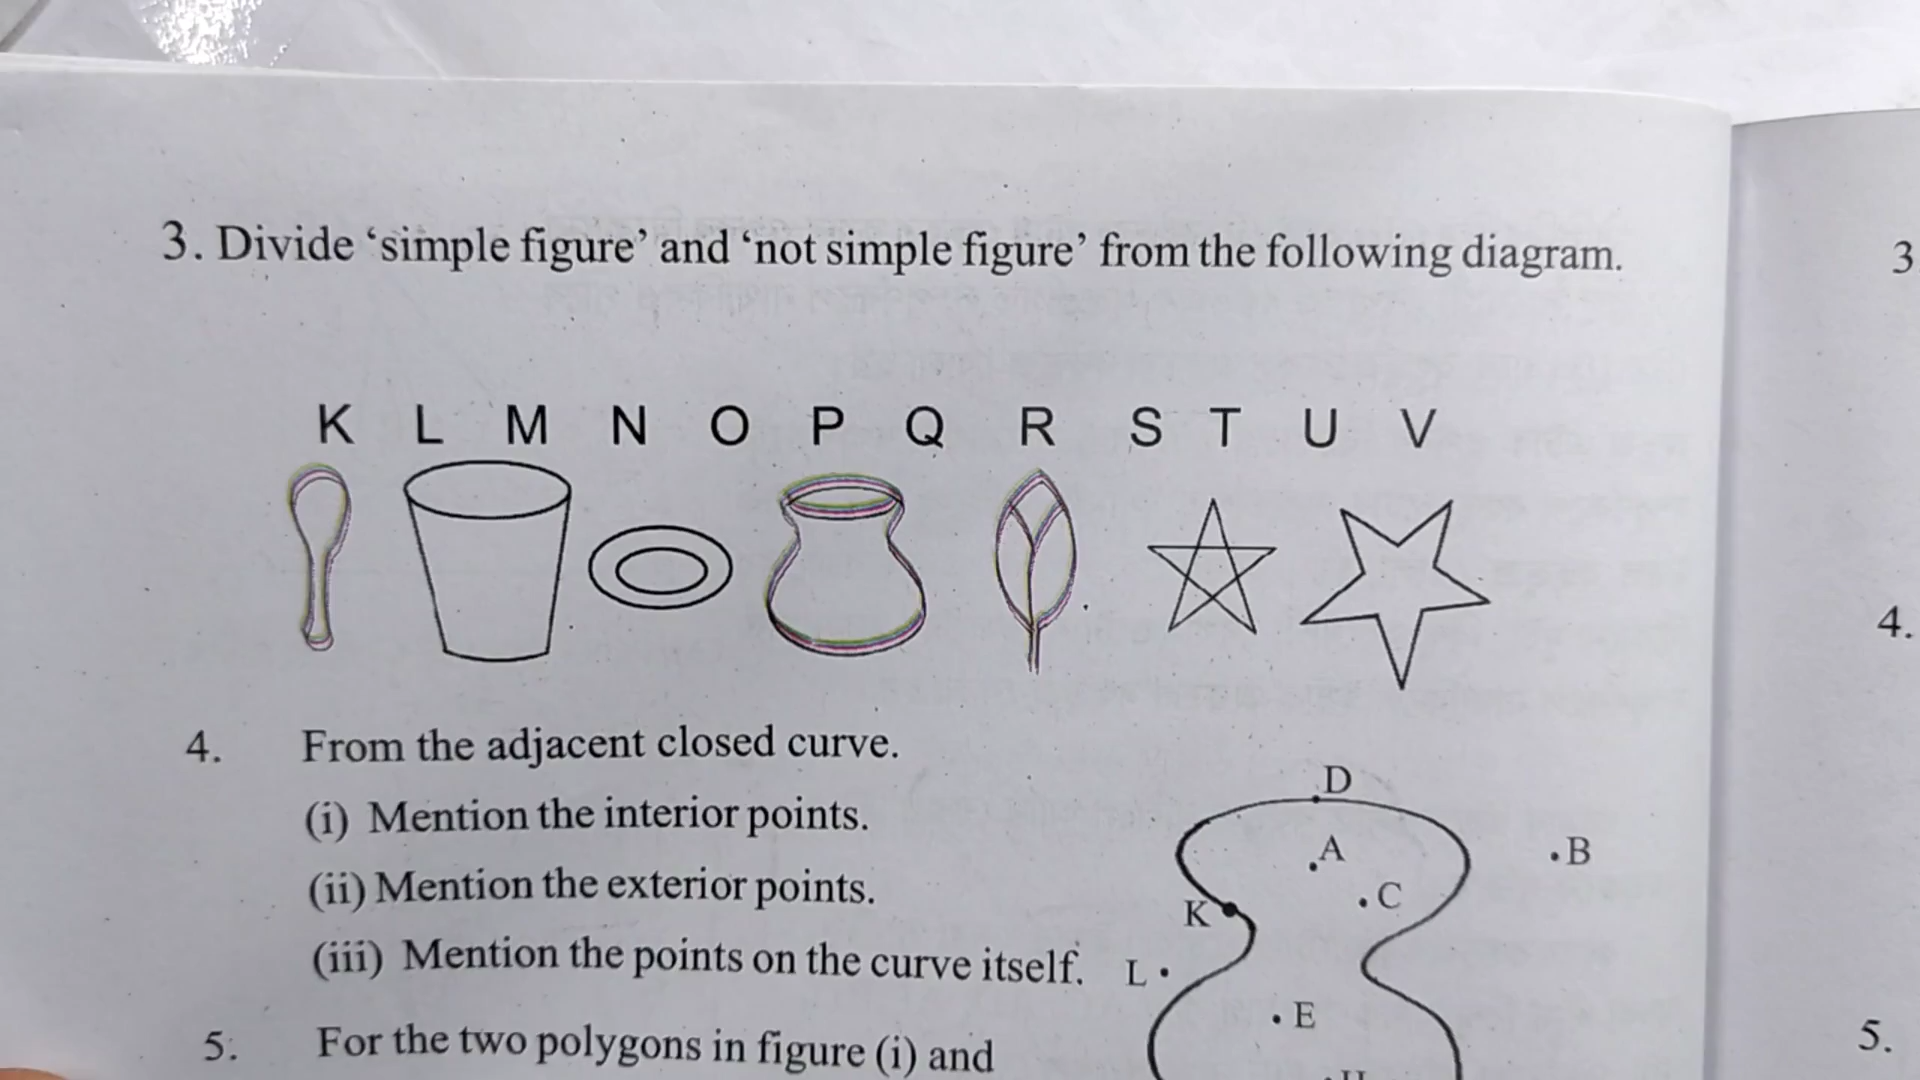 3. Divide ‘simple figure’ and ‘not simple figure’ from the following diagram.
K L M N O P Q R S T U V
4. From the adjacent closed curve.
(i) Mention the interior points.
(ii) Mention the exterior points.
(iii) Mention the points on the curve itself.
5. For the two polygons in figure (i) and
D
A
B
C
K
L
E
3
4.
5.